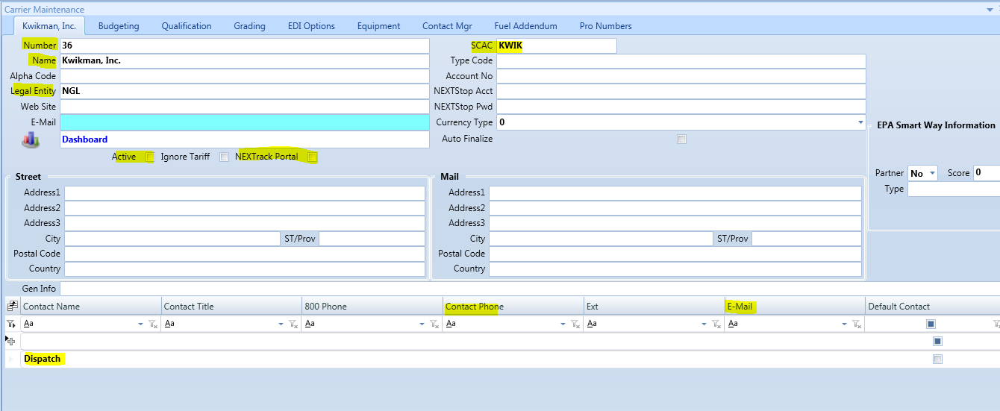 Carrier Maintenance
Kwikman, Inc. Budgeting Qualification Grading EDI Options Equipment Contact Mgr Fuel Addendum Pro Numbers
Number 36
Name Kwikman, Inc.
Alpha Code
Legal Entity NGL
Web Site
E-Mail
Dashboard
Active Ignore Tariff NEXTrack Portal
SCAC KWIK
Type Code
Account No
NEXTStop Acct
NEXTStop Pwd
Currency Type 0
Auto Finalize
EPA Smart Way Information
Partner No Score 0
Type
Street
Address1
Address2
Address3
City ST/Prov
Postal Code
Country
Mail
Address1
Address2
Address3
City ST/Prov
Postal Code
Country
Gen Info
Contact Name Contact Title 800 Phone Contact Phone Ext E-Mail Default Contact
Aa Aa Aa Aa Aa Aa
Dispatch